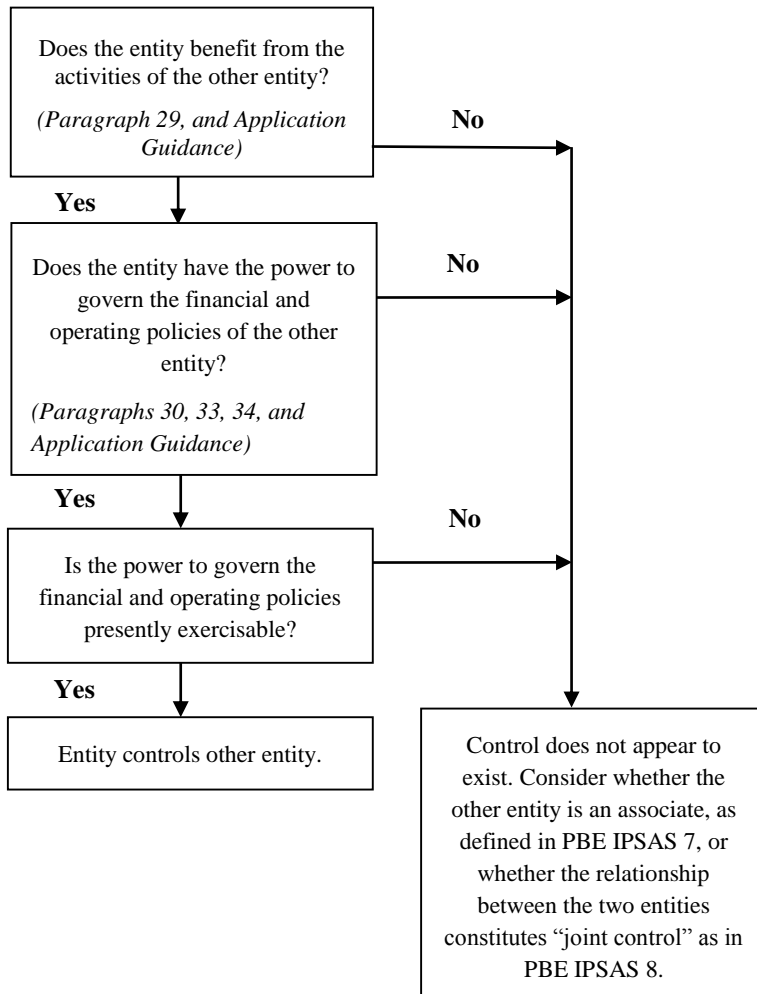 Does the entity benefit from the
activities of the other entity?
(Paragraph 29, and Application
Guidance)
No
Yes
Does the entity have the power to
govern the financial and
operating policies of the other
entity?
(Paragraphs 30, 33, 34, and
Application Guidance)
No
Yes
Is the power to govern the
financial and operating policies
presently exercisable?
No
Yes
Entity controls other entity.
Control does not appear to
exist. Consider whether the
other entity is an associate, as
defined in PBE IPSAS 7, or
whether the relationship
between the two entities
constitutes “joint control” as in
PBE IPSAS 8.